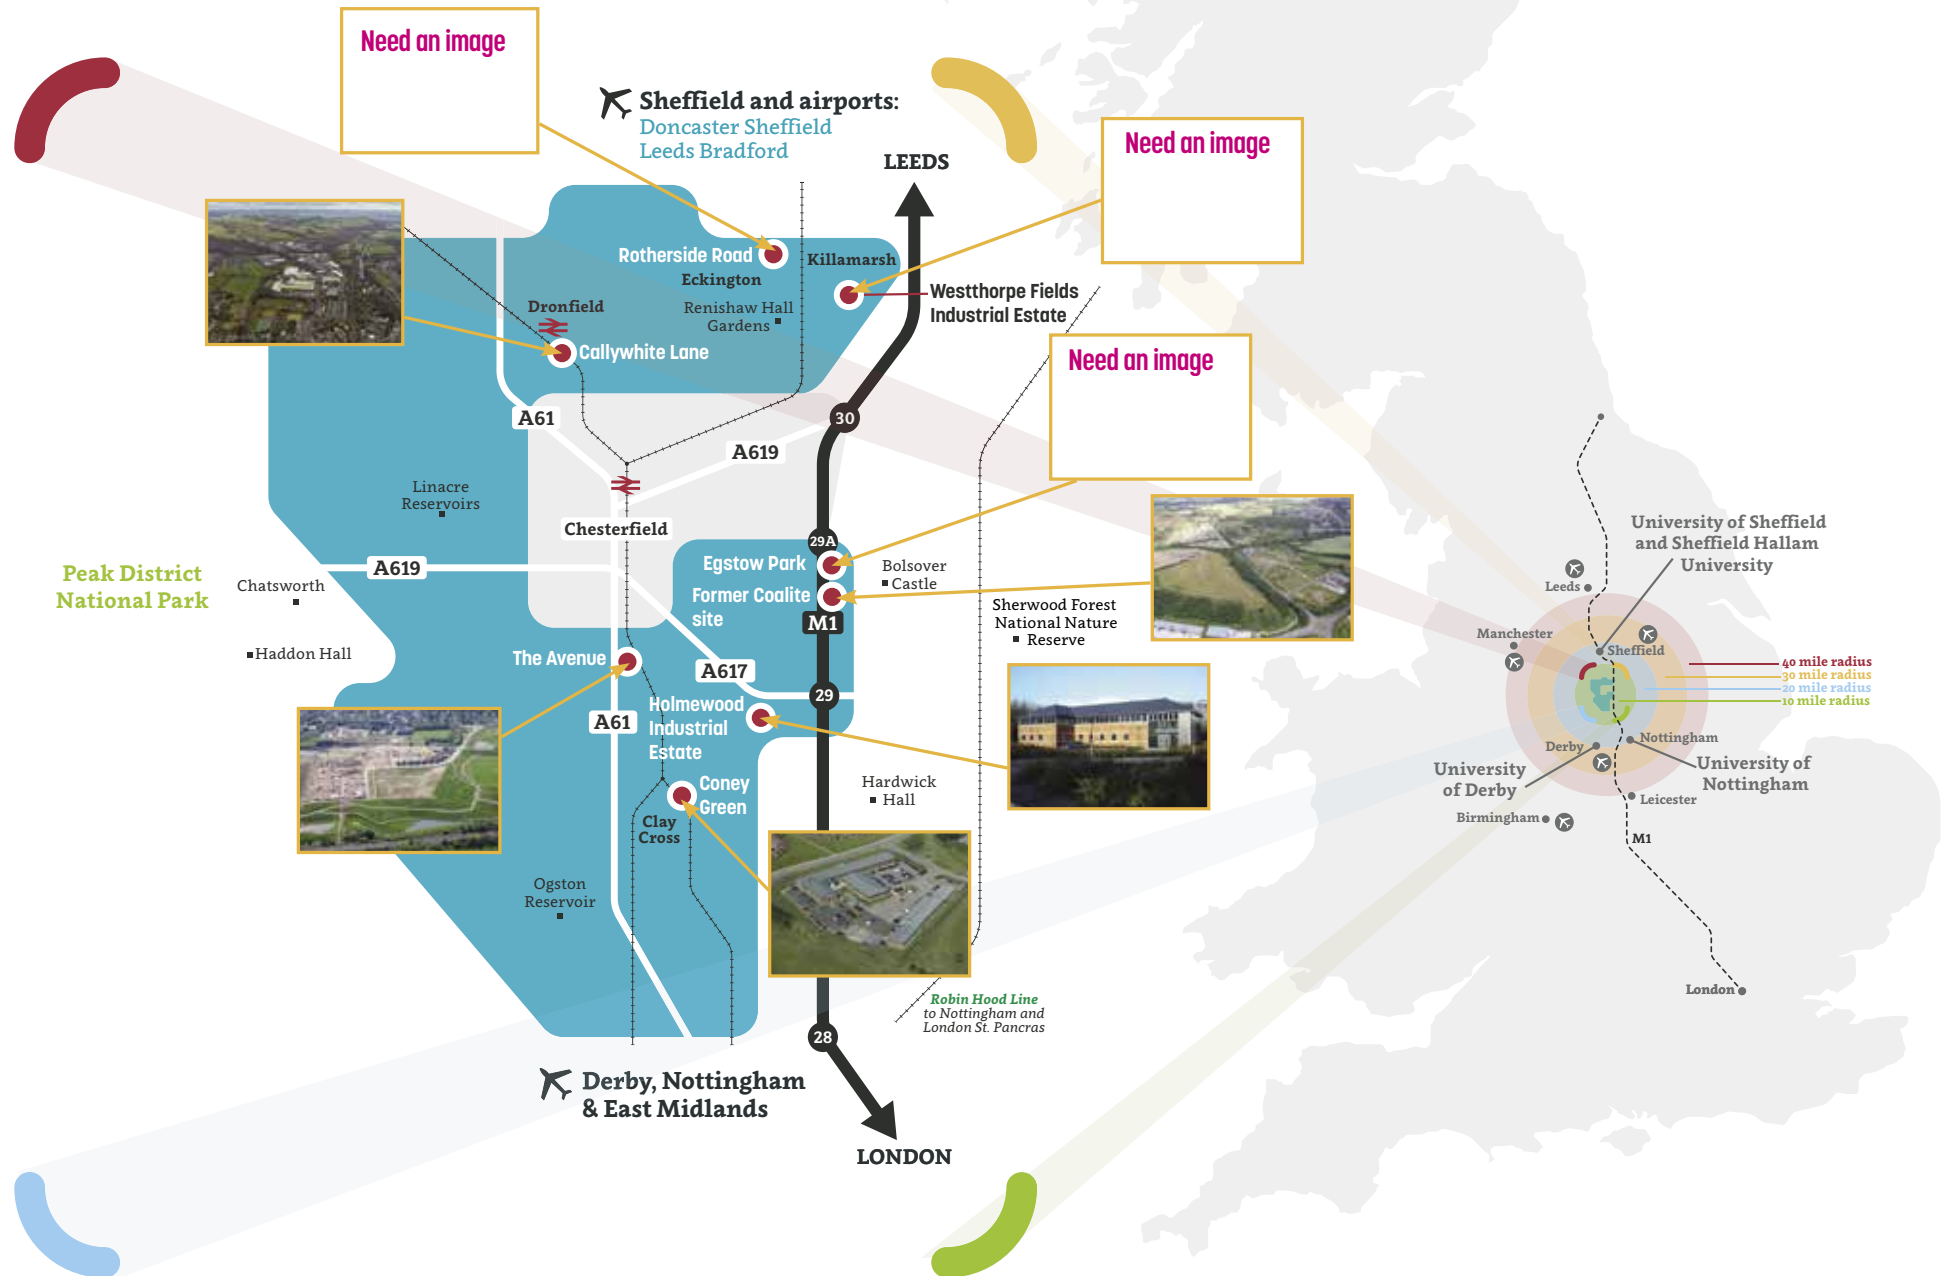 Need an image
Sheffield and airports:
Doncaster Sheffield
Leeds Bradford
LEEDS
Need an image
Rotherside Road
Killamarsh
Eckington
Westthorpe Fields
Industrial Estate
Renishaw Hall
Gardens
Dronfield
Callywhite Lane
Need an image
A61
30
A619
Linacre
Reservoirs
Chesterfield
29A
Egstow Park
Bolsover
Castle
Former Coalite
site
M1
Sherwood Forest
National Nature
Reserve
Peak District
National Park
A619
Chatsworth
Haddon Hall
The Avenue
A617
29
Holmewood
Industrial
Estate
A61
Coney
Green
Clay
Cross
Hardwick
Hall
Ogston
Reservoir
Robin Hood Line
to Nottingham and
London St. Pancras
28
Derby, Nottingham
& East Midlands
LONDON
University of Sheffield
and Sheffield Hallam
University
Leeds
Manchester
Sheffield
40 mile radius
30 mile radius
20 mile radius
10 mile radius
Derby
Nottingham
University
of Derby
University of
Nottingham
Leicester
Birmingham
M1
London